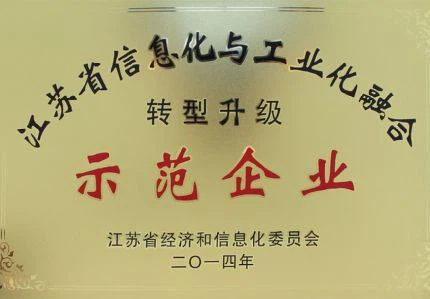 江苏省信息化与工业化融合
转型升级
示范企业
江苏省经济和信息化委员会
二〇一四年